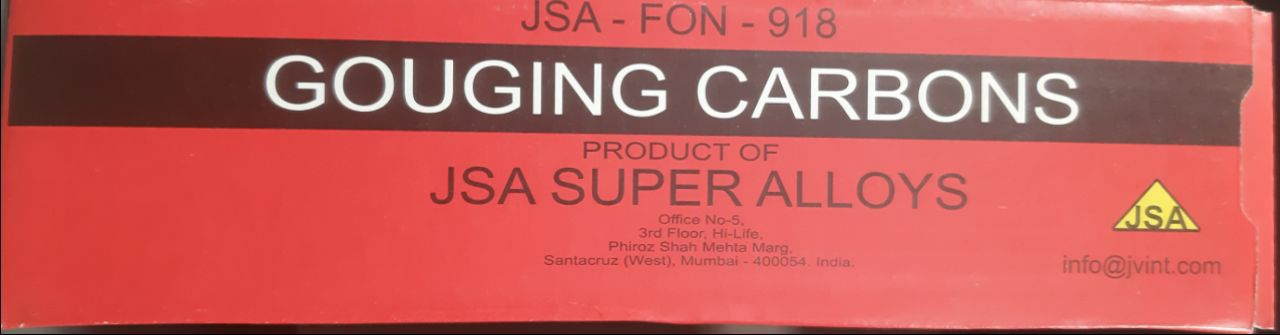 JSA - FON - 918
GOUGING CARBONS
PRODUCT OF
JSA SUPER ALLOYS
Office No-5,
3rd Floor, Hi-Life,
Phiroz Shah Mehta Marg,
Santacruz (West), Mumbai - 400054. India.
JSA
info@jvint.com